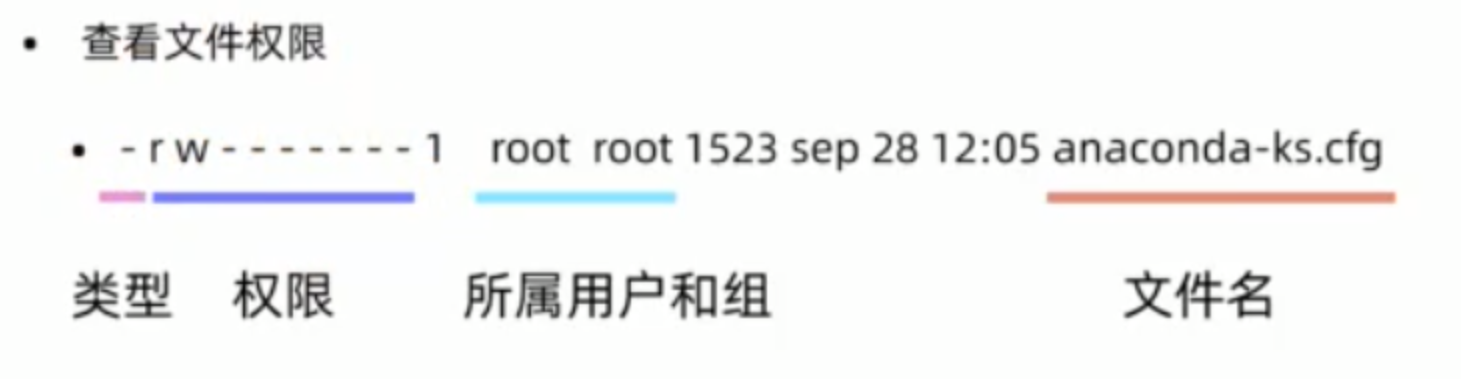 • 查看文件权限
• - r w - - - - - - - 1 root root 1523 sep 28 12:05 anaconda-ks.cfg
类型 权限 所属用户和组 文件名